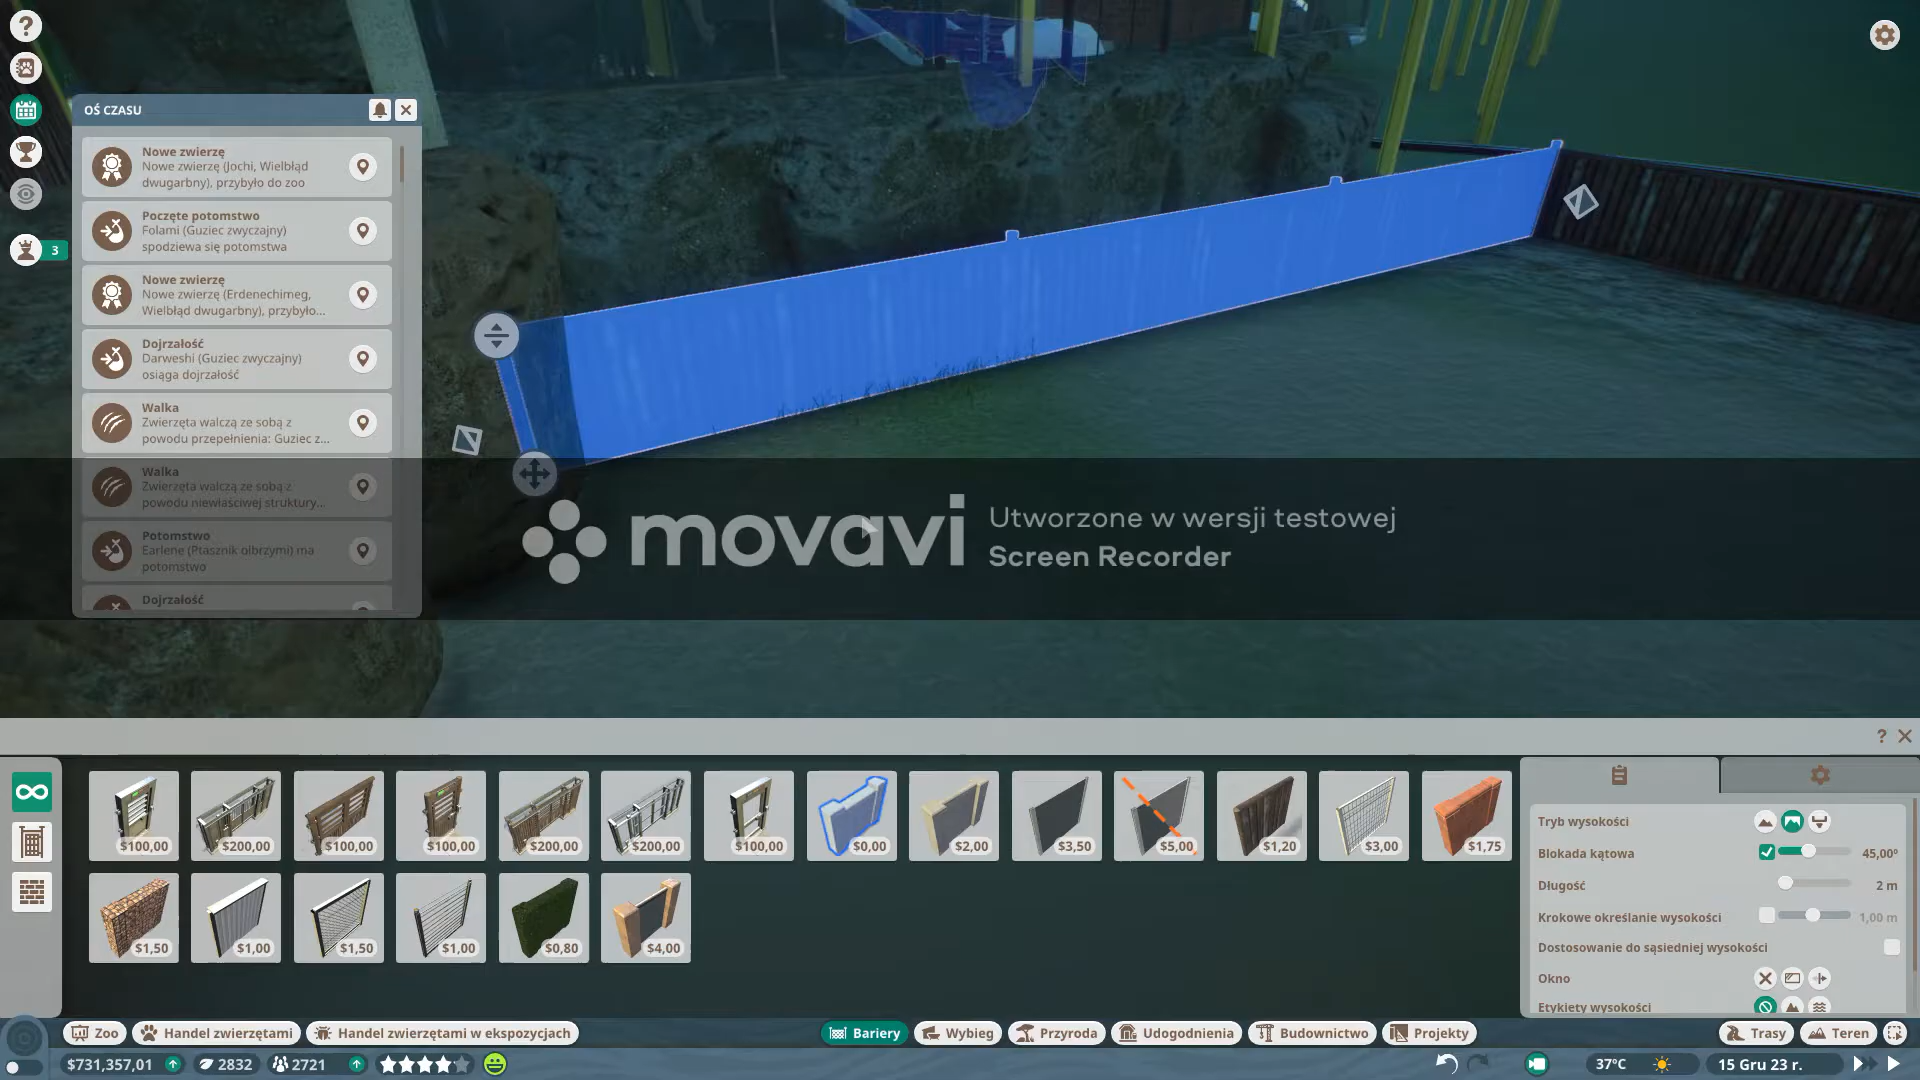 OŚ CZASU
Nowe zwierzę
Nowe zwierzę (Jochi, Wielbłąd
dwugarbny), przybyło do zoo
Poczęte potomstwo
Folami (Guziec zwyczajny)
spodziewa się potomstwa
Nowe zwierzę
Nowe zwierzę (Erdenechimeg,
Wielbłąd dwugarbny), przybyło...
Dojrzałość
Darweshi (Guziec zwyczajny)
osiąga dojrzałość
Walka
Zwierzęta walczą ze sobą z
powodu przepełnienia: Guziec z...
Walka
Zwierzęta walczą ze sobą z
powodu niewłaściwej struktury...
Potomstwo
Earlene (Ptasznik olbrzymi) ma
potomstwo
Dojrzałość
3
movavi
Utworzone w wersji testowej
Screen Recorder
?
$100,00 $200,00 $100,00 $100,00 $200,00 $200,00 $100,00 $0,00 $2,00 $3,50 $5,00 $1,20 $3,00 $1,75
$1,50 $1,00 $1,50 $1,00 $0,80 $4,00
Tryb wysokości
Blokada kątowa 45,00º
Długość 2 m
Krokowe określanie wysokości 1,00 m
Dostosowanie do sąsiedniej wysokości
Okno
Etykiety wysokości
Zoo Handel zwierzętami Handel zwierzętami w ekspozycjach Bariery Wybieg Przyroda Udogodnienia Budownictwo Projekty Trasy Teren
$731,357,01 2832 2721 37°C 15 Gru 23 r.